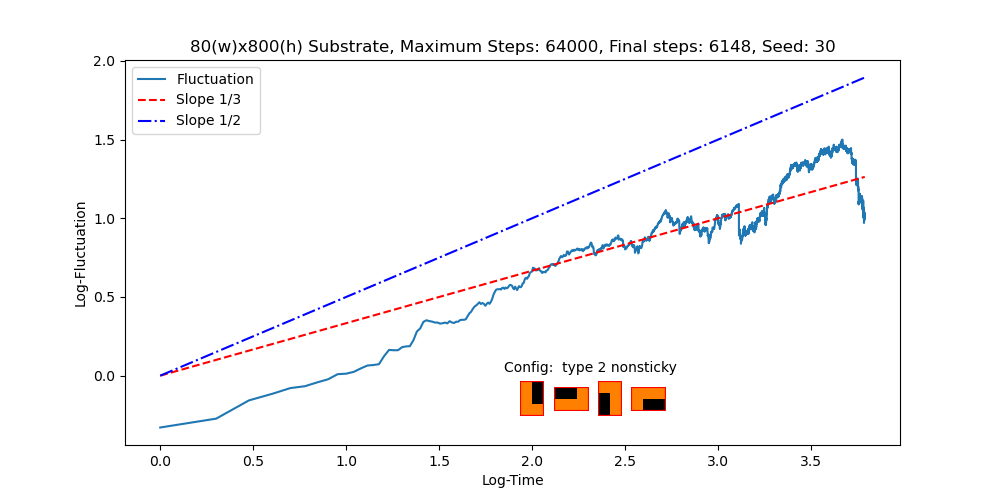 80(w)x800(h) Substrate, Maximum Steps: 64000, Final steps: 6148, Seed: 30
Fluctuation
Slope 1/3
Slope 1/2
2.0
1.5
1.0
0.5
0.0
Log-Fluctuation
Config:  type 2 nonsticky
0.0 0.5 1.0 1.5 2.0 2.5 3.0 3.5
Log-Time